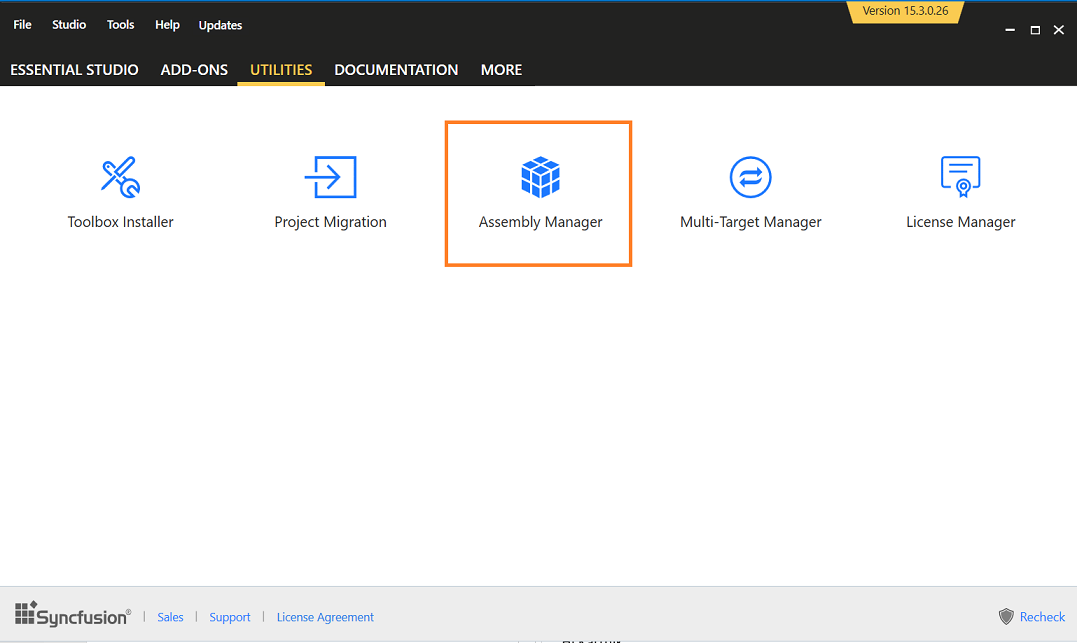 File Studio Tools Help Updates
Version 15.3.0.26
ESSENTIAL STUDIO ADD-ONS UTILITIES DOCUMENTATION MORE
Toolbox Installer Project Migration Assembly Manager Multi-Target Manager License Manager
Syncfusion® | Sales | Support | License Agreement Recheck